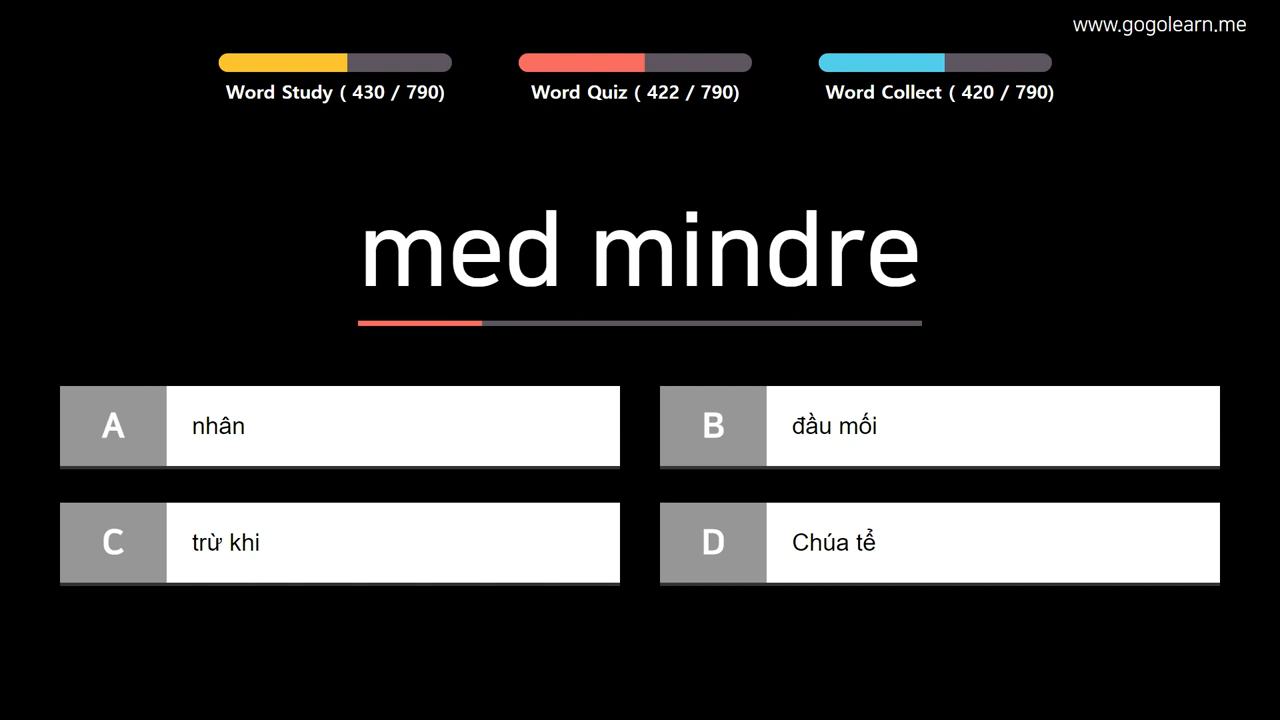 www.gogolearn.me
Word Study ( 430 / 790)
Word Quiz ( 422 / 790)
Word Collect ( 420 / 790)
med mindre
A
nhân
B
đầu mối
C
trừ khi
D
Chúa tể